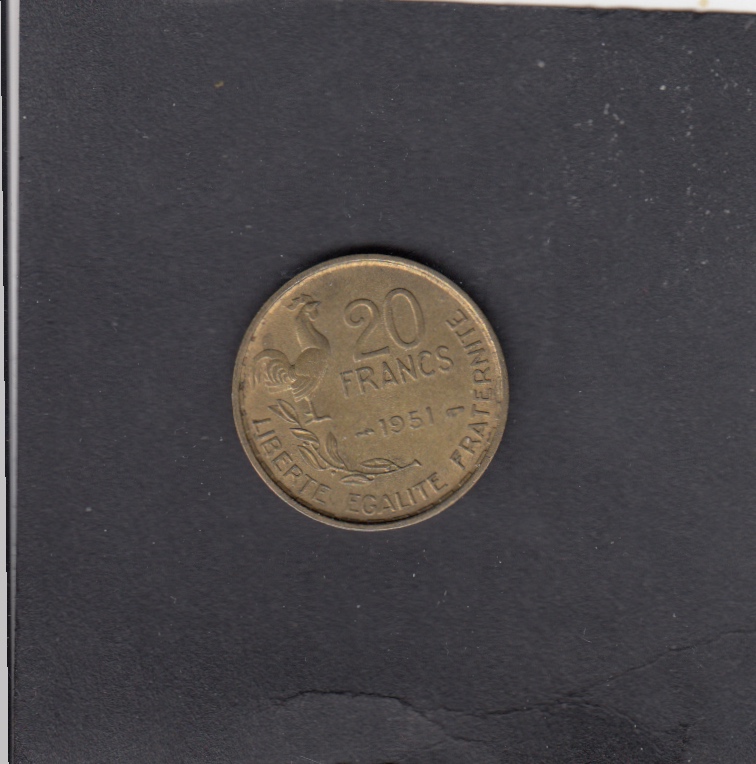 20
FRANCS
1951
LIBERTE EGALITE FRATERNITE